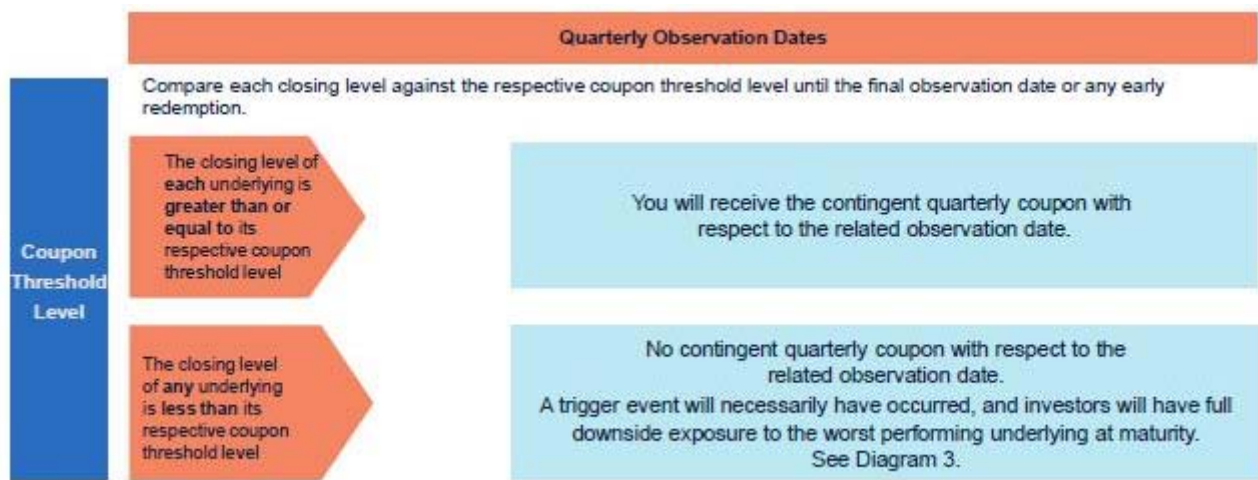 Quarterly Observation Dates
Compare each closing level against the respective coupon threshold level until the final observation date or any early
redemption.
Coupon
Threshold
Level
The closing level of
each underlying is
greater than or
equal to its
respective coupon
threshold level
You will receive the contingent quarterly coupon with
respect to the related observation date.
The closing level
of any underlying
is less than its
respective coupon
threshold level
No contingent quarterly coupon with respect to the
related observation date.
A trigger event will necessarily have occurred, and investors will have full
downside exposure to the worst performing underlying at maturity.
See Diagram 3.